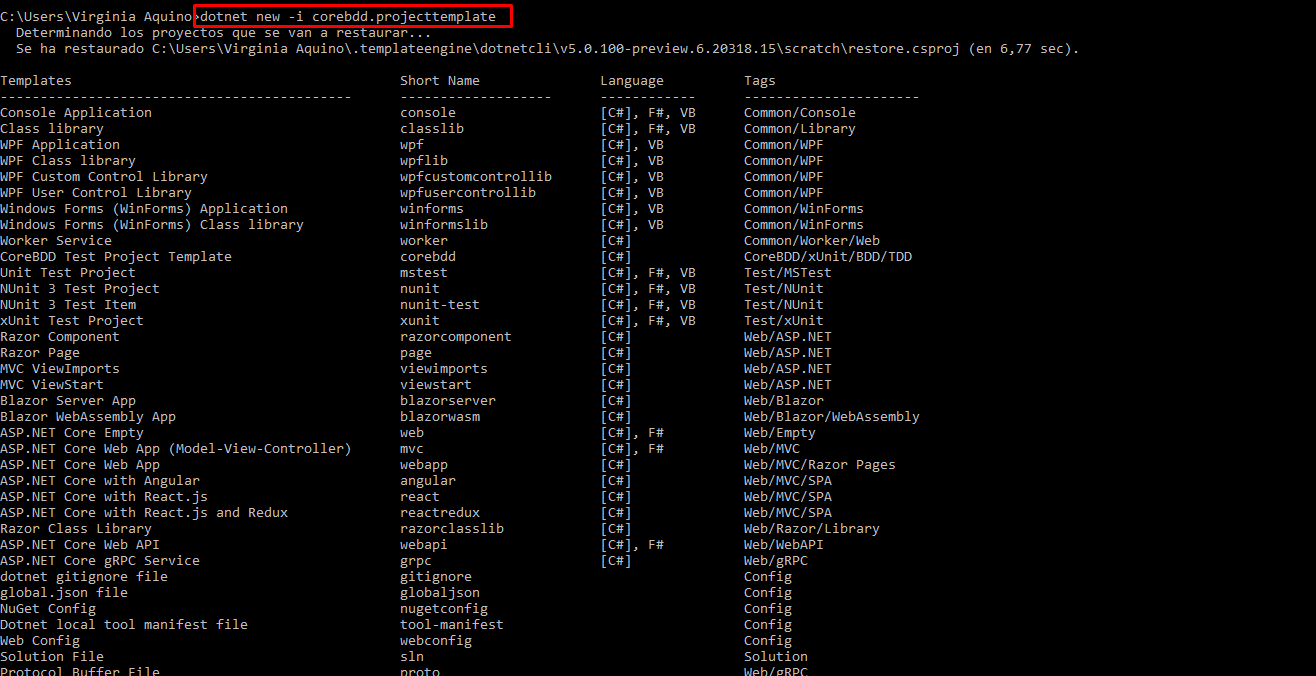 C:\Users\Virginia Aquino>dotnet new -i corebdd.projecttemplate
  Determinando los proyectos que se van a restaurar...
  Se ha restaurado C:\Users\Virginia Aquino\.templateengine\dotnetcli\v5.0.100-preview.6.20318.15\scratch\restore.csproj (en 6,77 sec).
Templates Short Name Language Tags
-------------------------------------------- ------------------- ------------ ----------------------
Console Application console [C#], F#, VB Common/Console
Class library classlib [C#], F#, VB Common/Library
WPF Application wpf [C#], VB Common/WPF
WPF Class library wpflib [C#], VB Common/WPF
WPF Custom Control Library wpfcustomcontrollib [C#], VB Common/WPF
WPF User Control Library wpfusercontrollib [C#], VB Common/WPF
Windows Forms (WinForms) Application winforms [C#], VB Common/WinForms
Windows Forms (WinForms) Class library winformslib [C#], VB Common/WinForms
Worker Service worker [C#] Common/Worker/Web
CoreBDD Test Project Template corebdd [C#] CoreBDD/xUnit/BDD/TDD
Unit Test Project mstest [C#], F#, VB Test/MSTest
NUnit 3 Test Project nunit [C#], F#, VB Test/NUnit
NUnit 3 Test Item nunit-test [C#], F#, VB Test/NUnit
xUnit Test Project xunit [C#], F#, VB Test/xUnit
Razor Component razorcomponent [C#] Web/ASP.NET
Razor Page page [C#] Web/ASP.NET
MVC ViewImports viewimports [C#] Web/ASP.NET
MVC ViewStart viewstart [C#] Web/ASP.NET
Blazor Server App blazorserver [C#] Web/Blazor
Blazor WebAssembly App blazorwasm [C#] Web/Blazor/WebAssembly
ASP.NET Core Empty web [C#], F# Web/Empty
ASP.NET Core Web App (Model-View-Controller) mvc [C#], F# Web/MVC
ASP.NET Core Web App webapp [C#] Web/MVC/Razor Pages
ASP.NET Core with Angular angular [C#] Web/MVC/SPA
ASP.NET Core with React.js react [C#] Web/MVC/SPA
ASP.NET Core with React.js and Redux reactredux [C#] Web/MVC/SPA
Razor Class Library razorclasslib [C#] Web/Razor/Library
ASP.NET Core Web API webapi [C#], F# Web/WebAPI
ASP.NET Core gRPC Service grpc [C#] Web/gRPC
dotnet gitignore file gitignore Config
global.json file globaljson Config
NuGet Config nugetconfig Config
Dotnet local tool manifest file tool-manifest Config
Web Config webconfig Config
Solution File sln Solution
Protocol Buffer File proto Web/gRPC